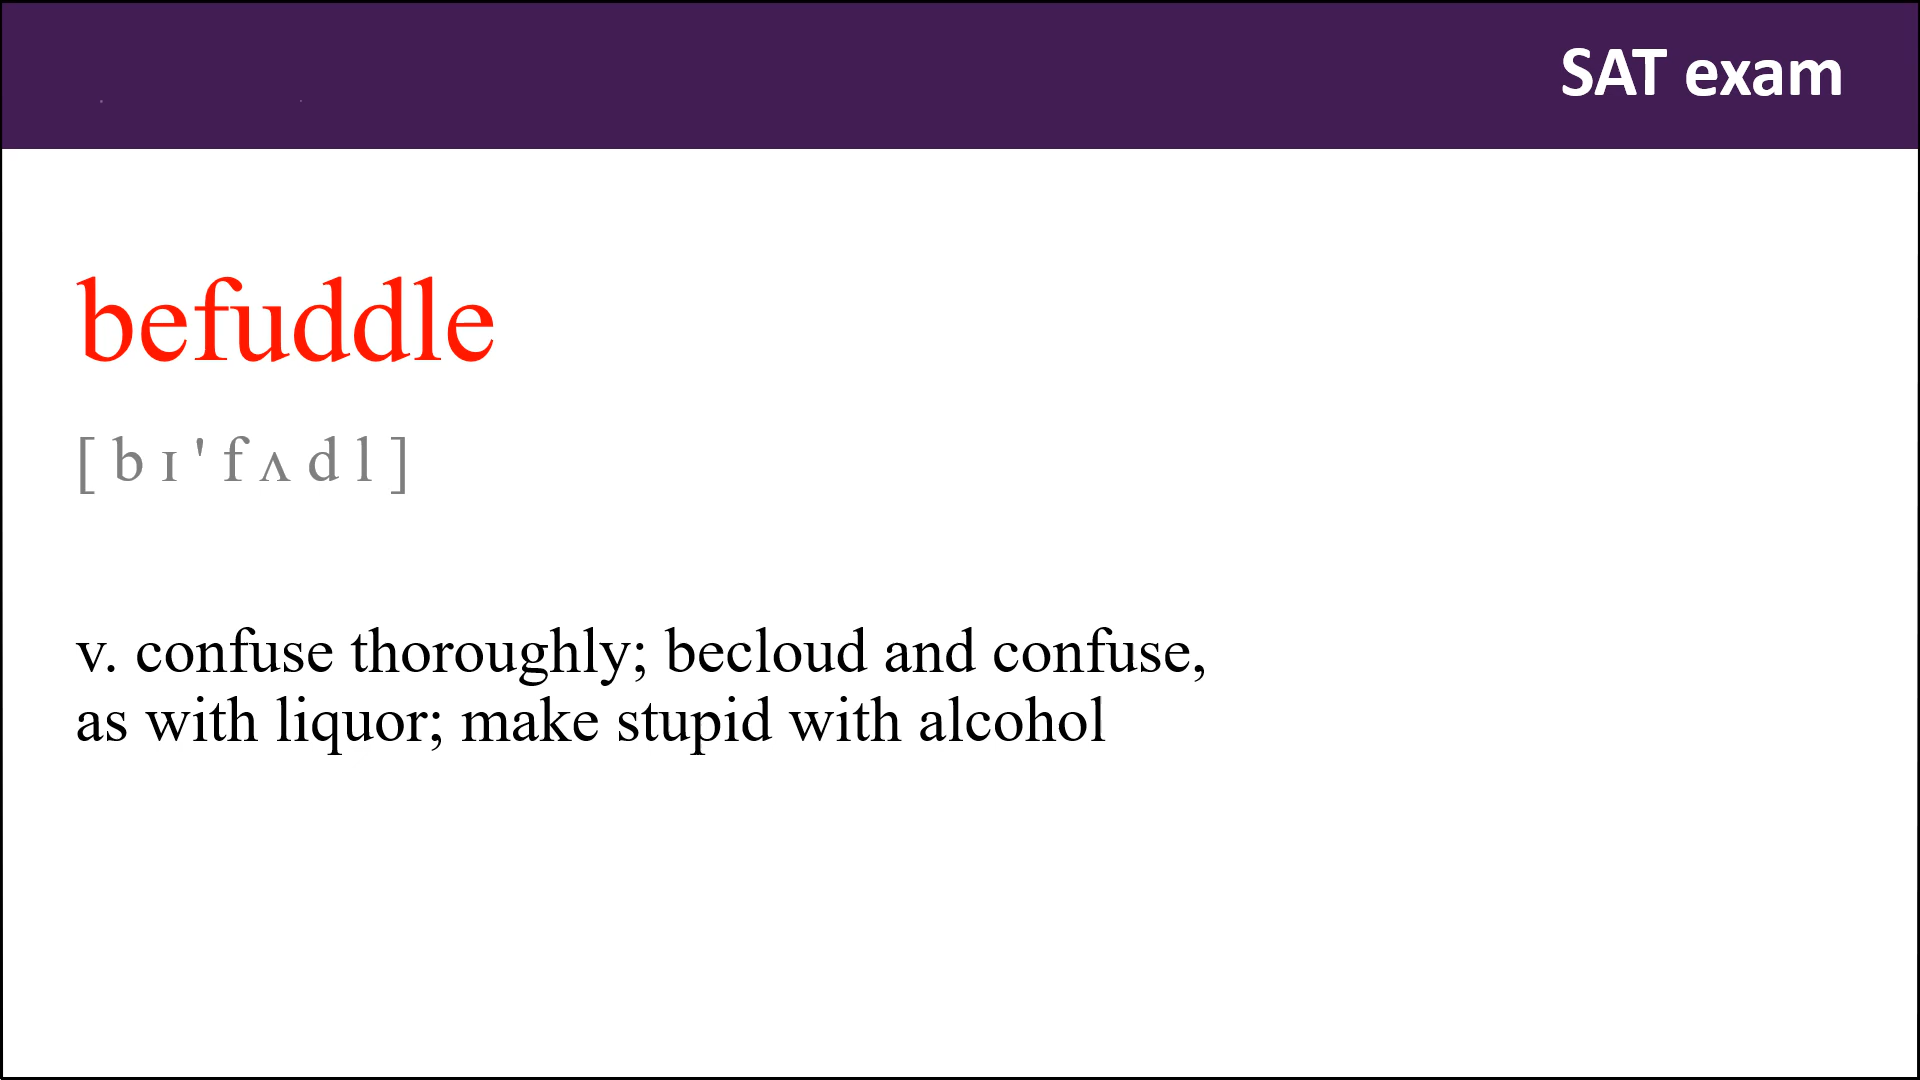 SAT exam
befuddle
[ b ɪ ' f ʌ d l ]
v. confuse thoroughly; becloud and confuse,
as with liquor; make stupid with alcohol